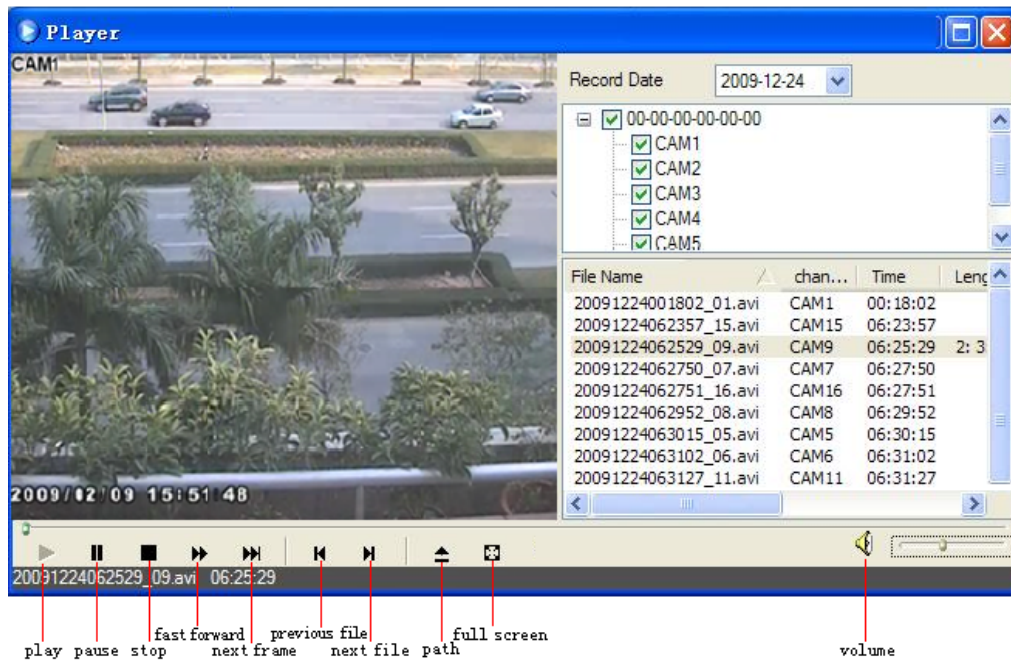 Player
CAM1
2009/02/09 15:51:48
Record Date 2009-12-24
00-00-00-00-00-00
CAM1
CAM2
CAM3
CAM4
CAM5
File Name chan... Time Leng
20091224001802_01.avi CAM1 00:18:02
20091224062357_15.avi CAM15 06:23:57
20091224062529_09.avi CAM9 06:25:29 2: 3
20091224062750_07.avi CAM7 06:27:50
20091224062751_16.avi CAM16 06:27:51
20091224062952_08.avi CAM8 06:29:52
20091224063015_05.avi CAM5 06:30:15
20091224063102_06.avi CAM6 06:31:02
20091224063127_11.avi CAM11 06:31:27
20091224062529_09.avi 06:25:29
play pause stop fast forward next frame previous file next file path full screen volume